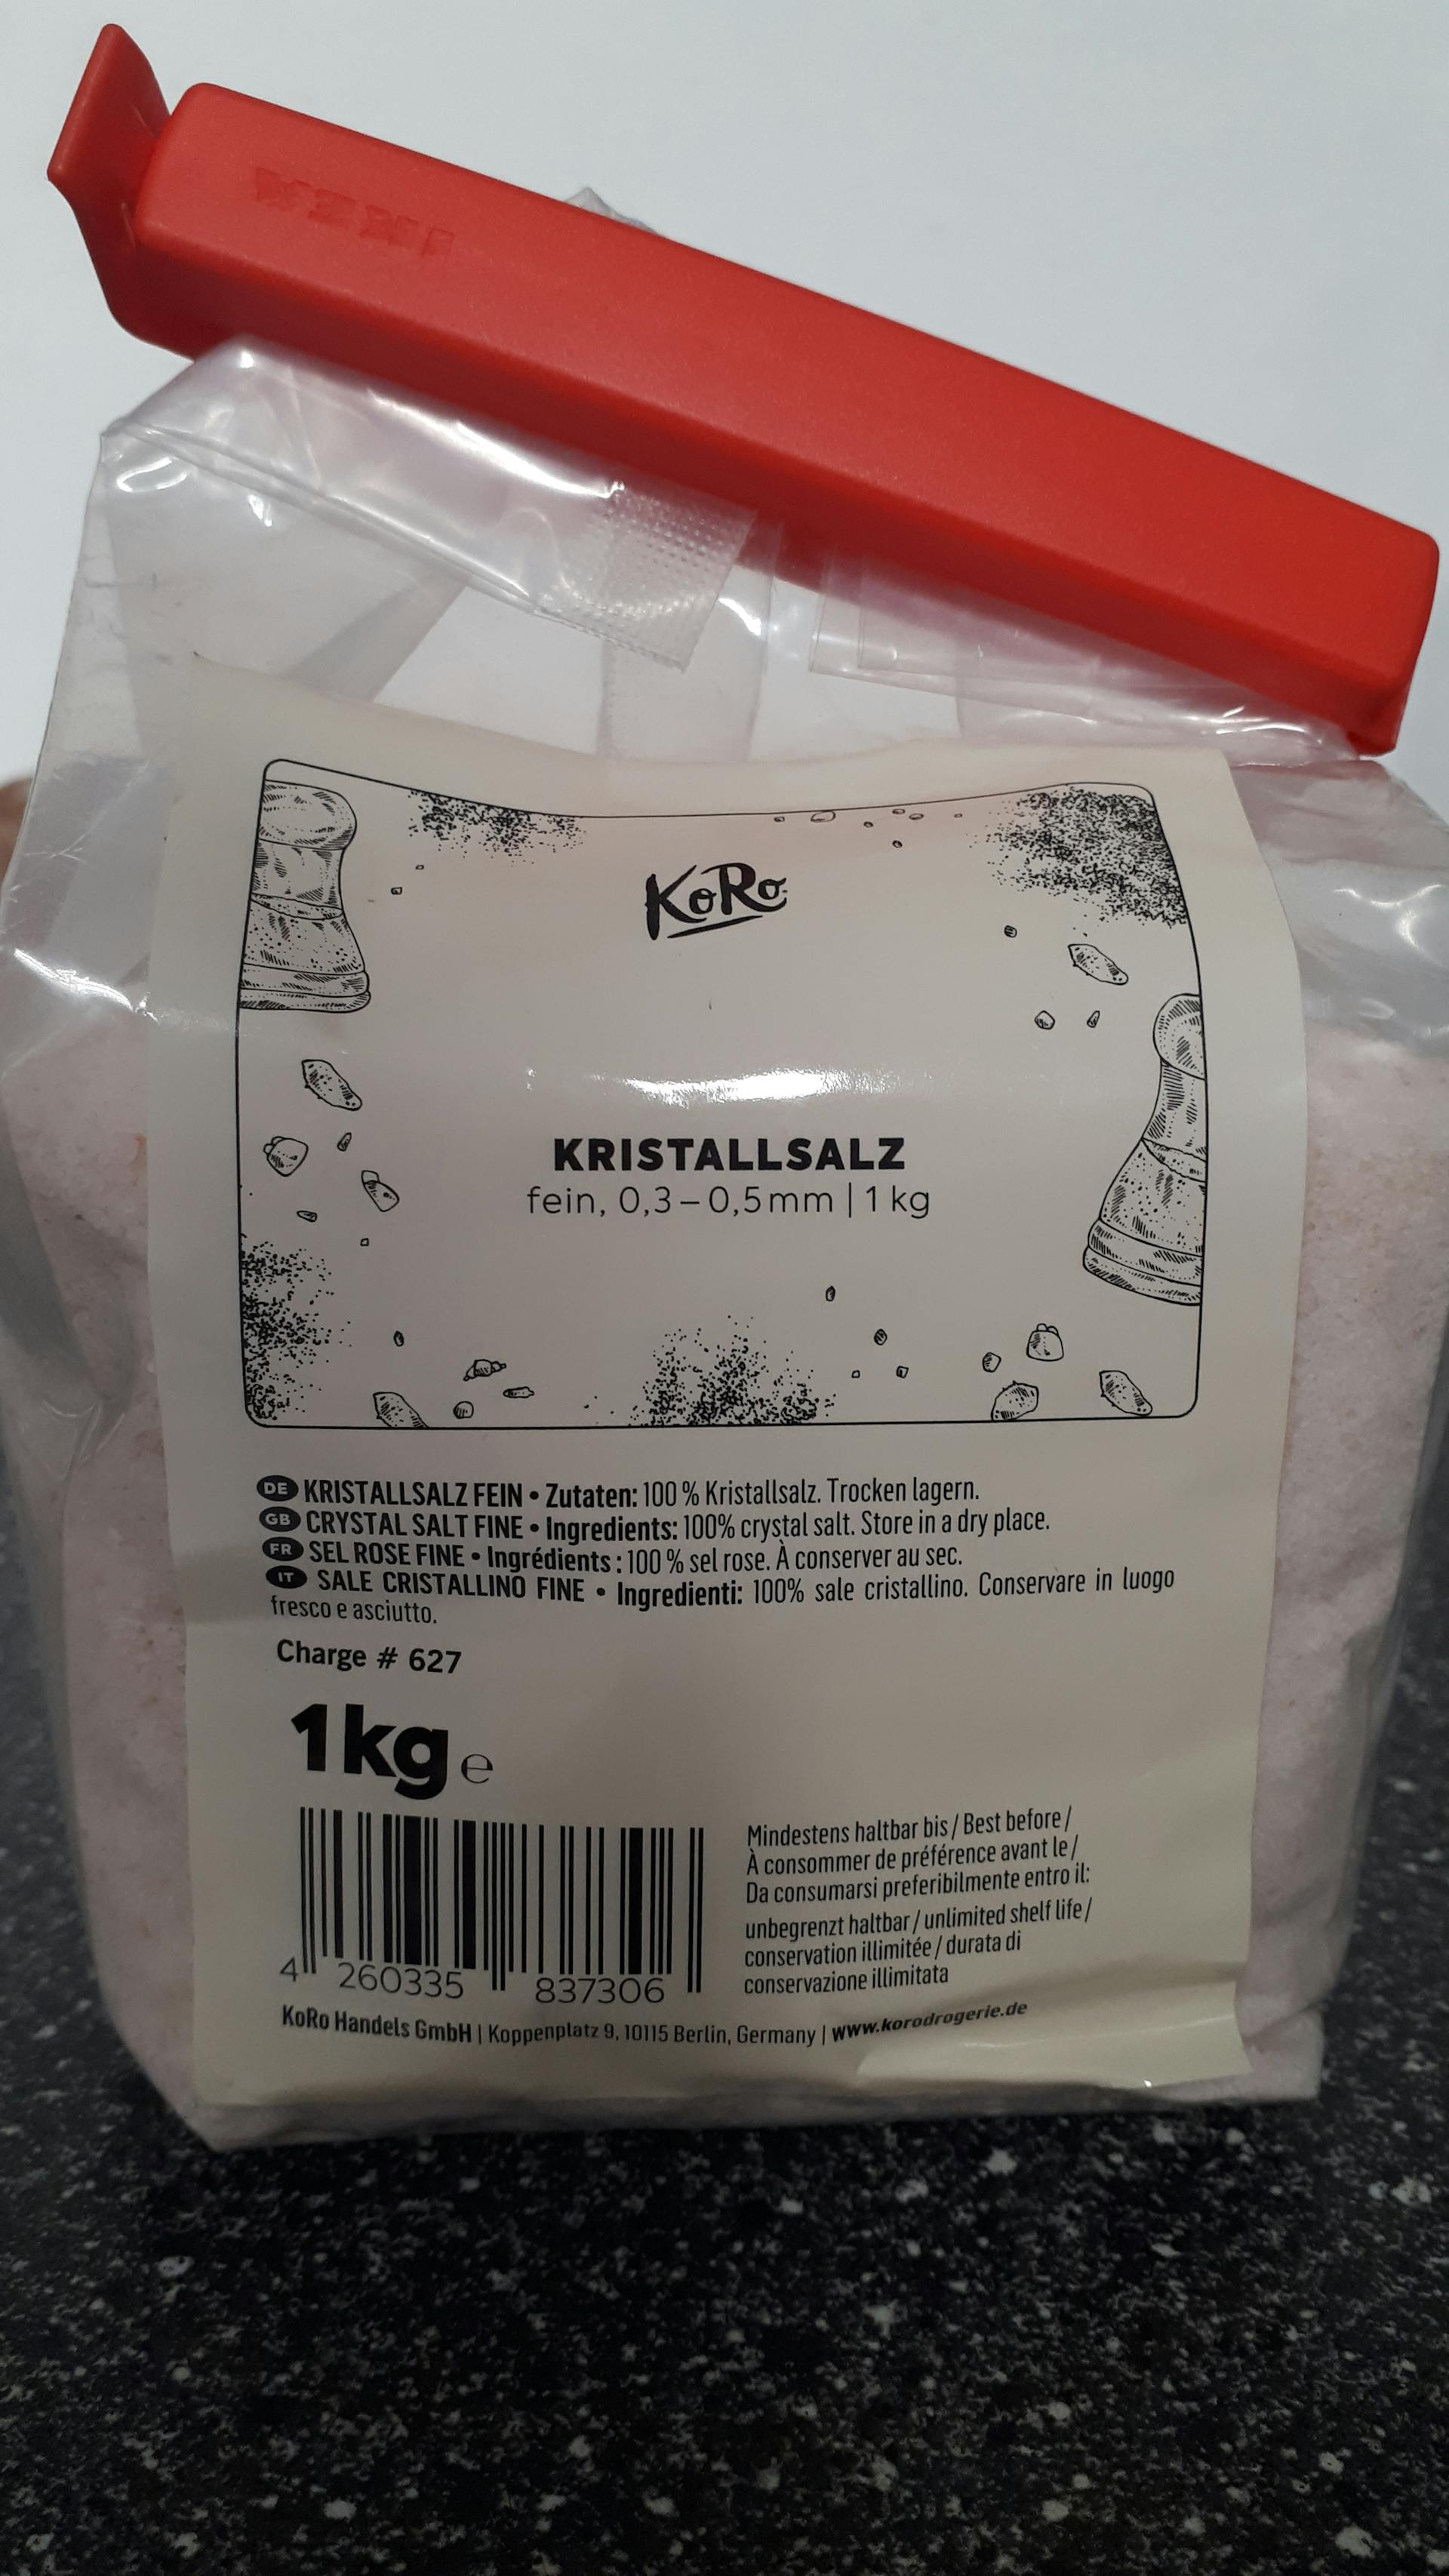 KoRo
KRISTALLSALZ
fein, 0,3 – 0,5 mm | 1 kg
DE KRISTALLSALZ FEIN • Zutaten: 100 % Kristallsalz. Trocken lagern.
GB CRYSTAL SALT FINE • Ingredients: 100% crystal salt. Store in a dry place.
FR SEL ROSE FINE • Ingrédients : 100 % sel rose. À conserver au sec.
IT SALE CRISTALLINO FINE • Ingredienti: 100% sale cristallino. Conservare in luogo
fresco e asciutto.
Charge # 627
1kg e
4 260335 837306
Mindestens haltbar bis / Best before /
À consommer de préférence avant le /
Da consumarsi preferibilmente entro il:
unbegrenzt haltbar / unlimited shelf life /
conservation illimitée / durata di
conservazione illimitata
KoRo Handels GmbH | Koppenplatz 9, 10115 Berlin, Germany | www.korodrogerie.de